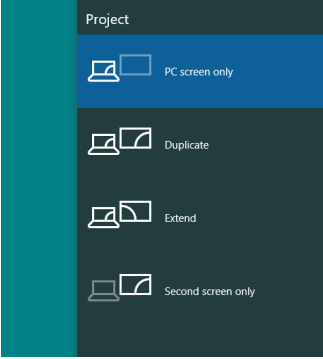 Project
PC screen only
Duplicate
Extend
Second screen only